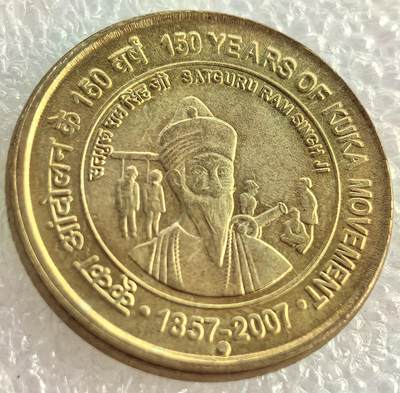 कूका आंदोलन के 150 वर्ष 150 YEARS OF KUKA MOVEMENT
सतगुरु राम सिंह जी SATGURU RAM SINGH JI
1857-2007